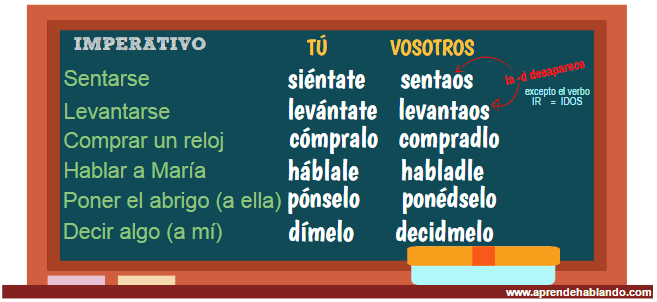 IMPERATIVO TÚ VOSOTROS
Sentarse siéntate sentaos
la -d desaparece
excepto el verbo
IR = IDOS
Levantarse levántate levantaos
Comprar un reloj cómpralo compradlo
Hablar a María háblale habladle
Poner el abrigo (a ella) pónselo ponédselo
Decir algo (a mí) dímelo decidmelo
www.aprendehablando.com